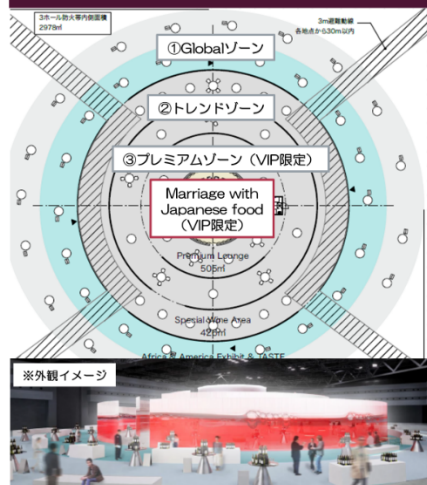 3ホール防火帯内側面積
2978㎡
3m避難動線
各地点から30m以内
①Globalゾーン
②トレンドゾーン
③プレミアムゾーン（VIP限定）
Marriage with
Japanese food
（VIP限定）
Premium Lounge
505㎡
Special Wine Area
425㎡
Africa & America Exhibit & TASTE
※外観イメージ